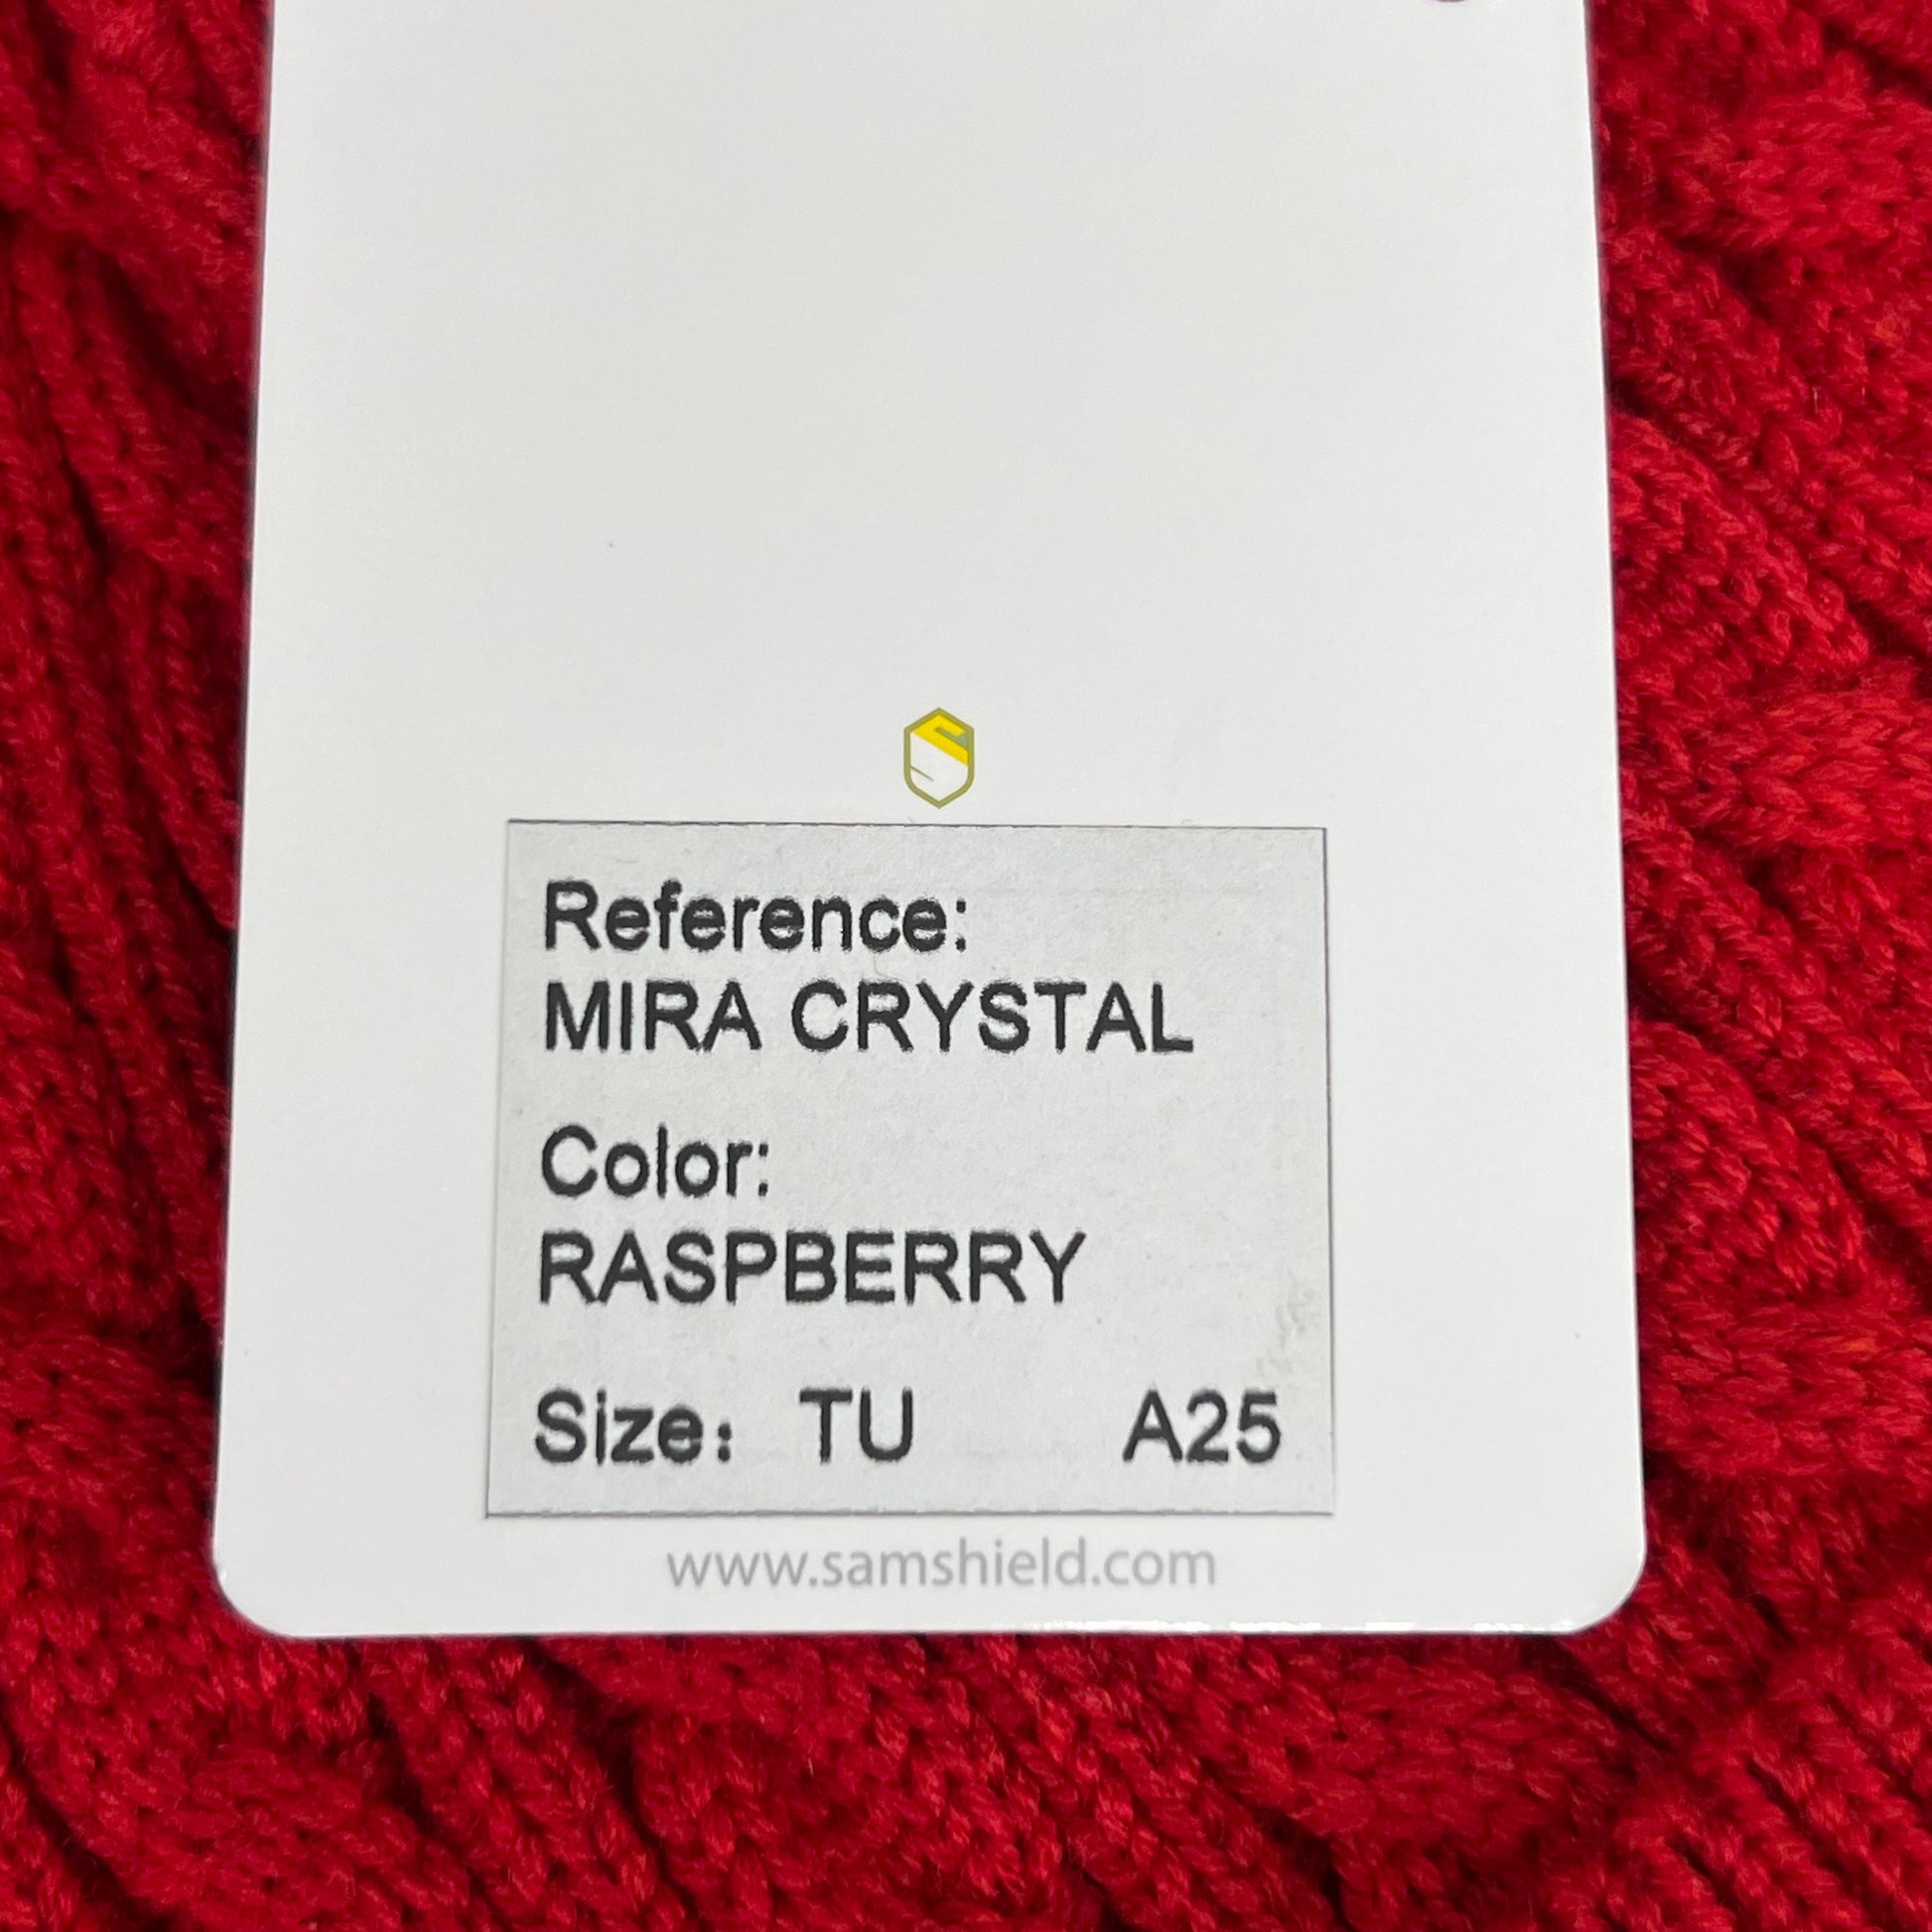 Reference:
MIRA CRYSTAL
Color:
RASPBERRY
Size: TU A25
www.samshield.com